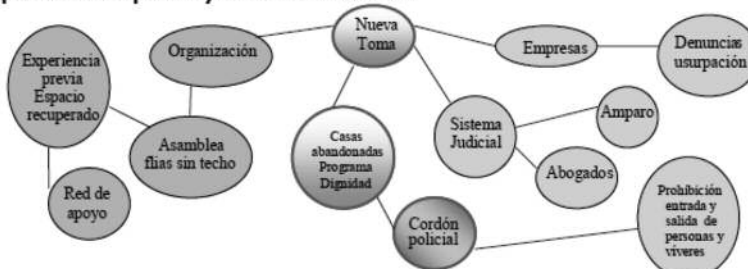 Nueva
Toma
Organización
Empresas
Denuncias
usurpación
Experiencia
previa
Espacio
recuperado
Asamblea
flias sin techo
Red de
apoyo
Casas
abandonadas
Programa
Dignidad
Sistema
Judicial
Amparo
Abogados
Cordón
policial
Prohibición
entrada y
salida de
personas y
víveres